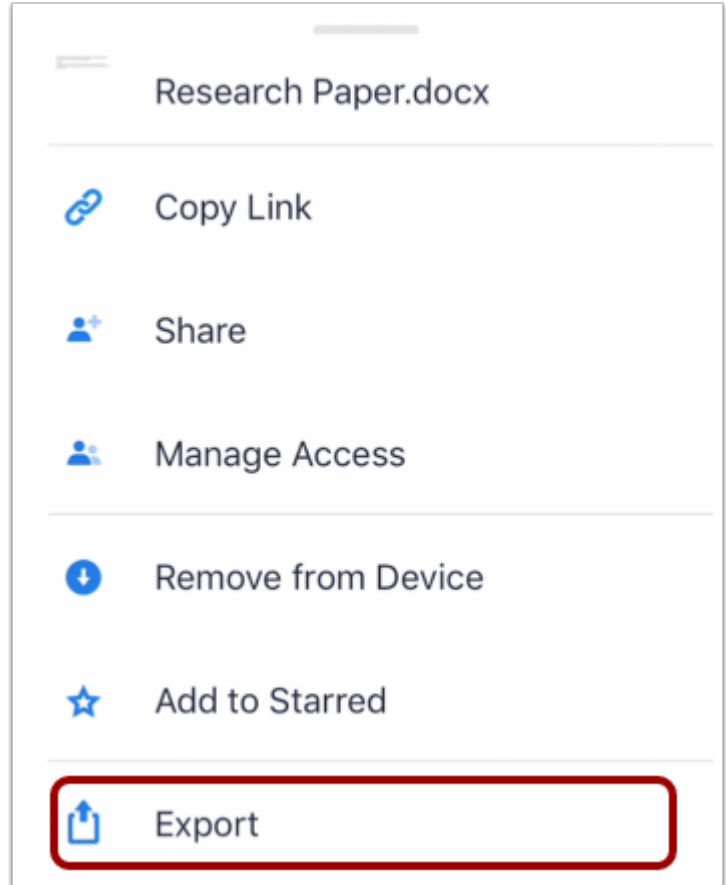 Research Paper.docx
Copy Link
Share
Manage Access
Remove from Device
Add to Starred
Export